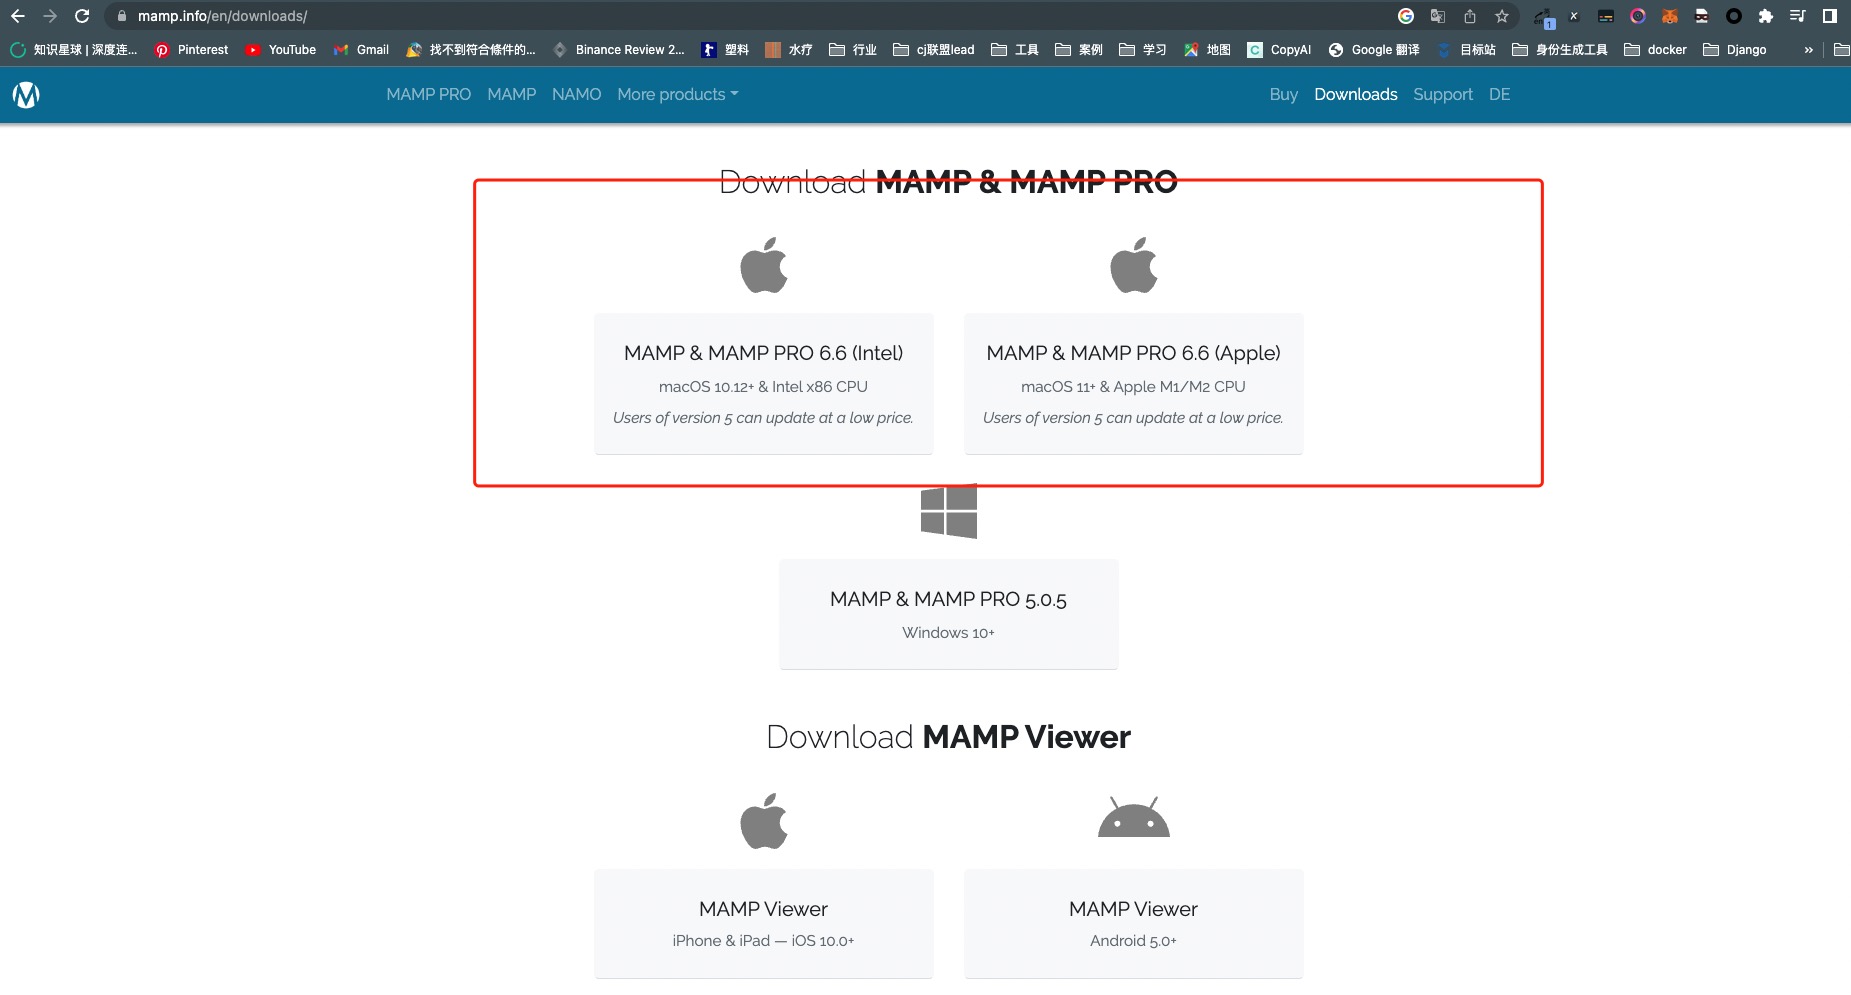 mamp.info/en/downloads/
1
知识星球 | 深度连... Pinterest YouTube Gmail 找不到符合條件的... Binance Review 2... 塑料 水疗 行业 cj联盟lead 工具 案例 学习 地图 CopyAI Google 翻译 目标站 身份生成工具 docker Django »
MAMP PRO MAMP NAMO More products Buy Downloads Support DE
Download MAMP & MAMP PRO
MAMP & MAMP PRO 6.6 (Intel)
macOS 10.12+ & Intel x86 CPU
Users of version 5 can update at a low price.
MAMP & MAMP PRO 6.6 (Apple)
macOS 11+ & Apple M1/M2 CPU
Users of version 5 can update at a low price.
MAMP & MAMP PRO 5.0.5
Windows 10+
Download MAMP Viewer
MAMP Viewer
iPhone & iPad — iOS 10.0+
MAMP Viewer
Android 5.0+